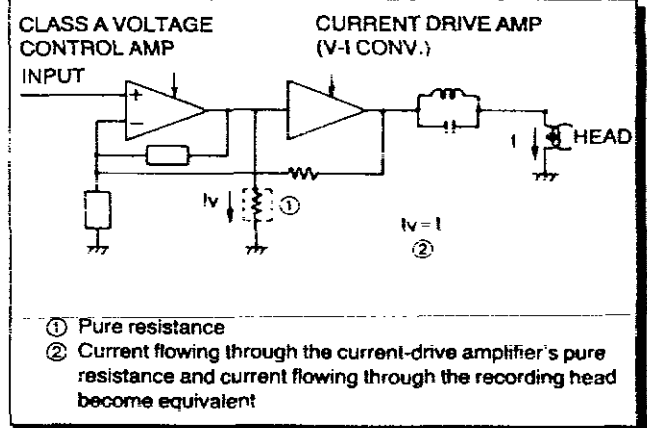 CLASS A VOLTAGE
CONTROL AMP
CURRENT DRIVE AMP
(V-I CONV.)
INPUT
+
−
I
HEAD
Iv
①
Iv = I
②
① Pure resistance
② Current flowing through the current-drive amplifier's pure
resistance and current flowing through the recording head
become equivalent